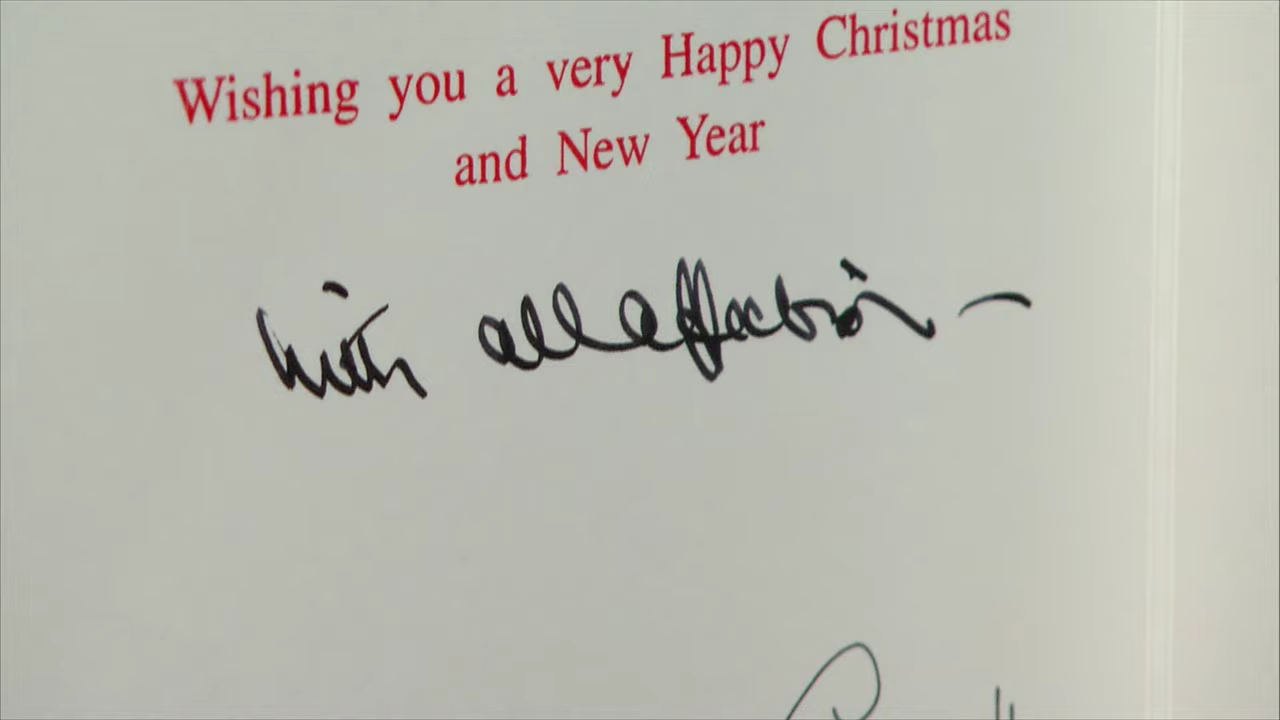 Wishing you a very Happy Christmas
and New Year
with all affection –